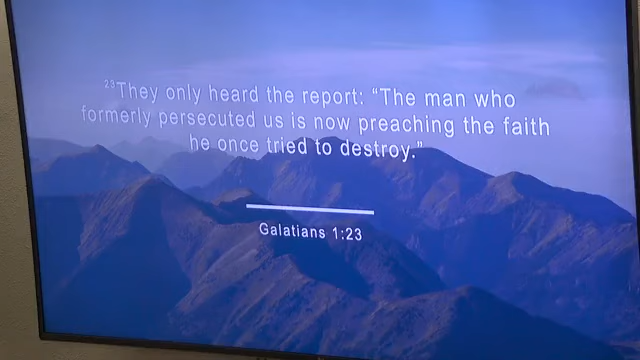 ²³They only heard the report: “The man who
formerly persecuted us is now preaching the faith
he once tried to destroy.”
Galatians 1:23